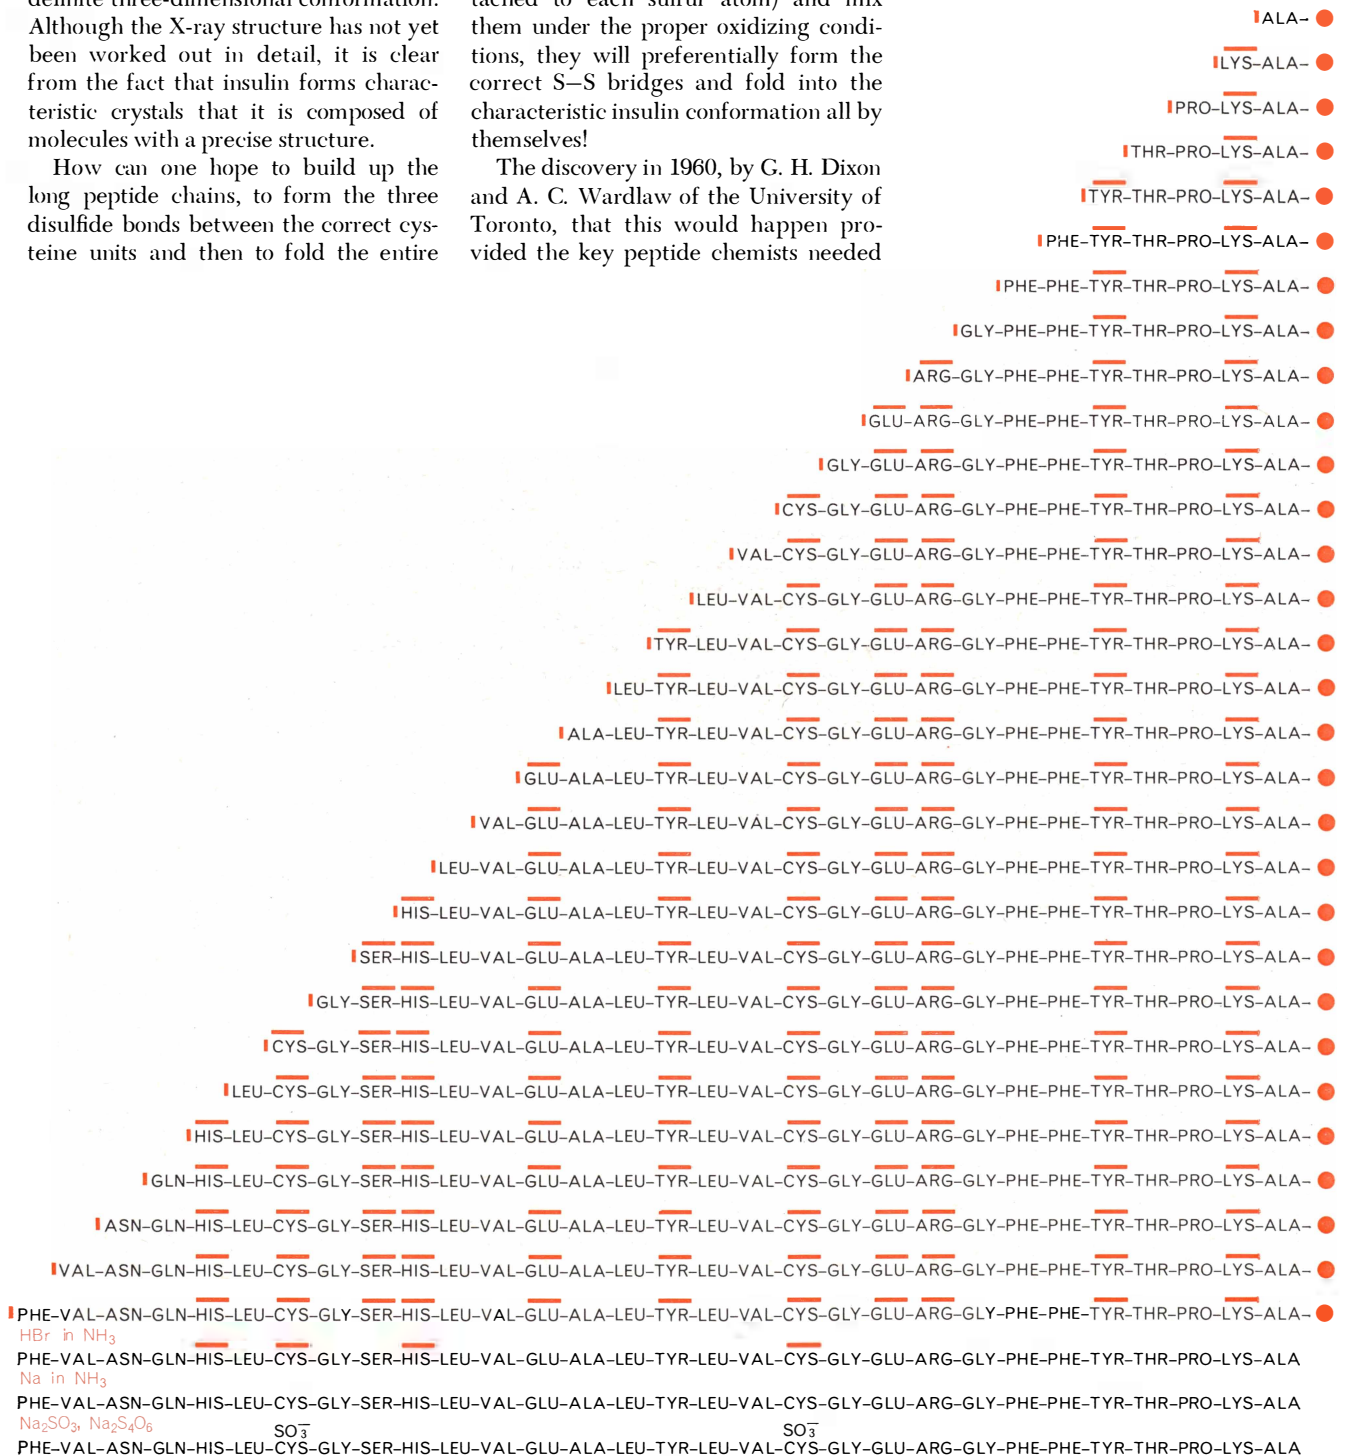 definite three-dimensional conformation.
Although the X-ray structure has not yet
been worked out in detail, it is clear
from the fact that insulin forms charac-
teristic crystals that it is composed of
molecules with a precise structure.
How can one hope to build up the
long peptide chains, to form the three
disulfide bonds between the correct cys-
teine units and then to fold the entire
tached to each sulfur atom) and mix
them under the proper oxidizing condi-
tions, they will preferentially form the
correct S–S bridges and fold into the
characteristic insulin conformation all by
themselves!
The discovery in 1960, by G. H. Dixon
and A. C. Wardlaw of the University of
Toronto, that this would happen pro-
vided the key peptide chemists needed
ALA–
LYS–ALA–
PRO–LYS–ALA–
THR–PRO–LYS–ALA–
TYR–THR–PRO–LYS–ALA–
PHE–TYR–THR–PRO–LYS–ALA–
PHE–PHE–TYR–THR–PRO–LYS–ALA–
GLY–PHE–PHE–TYR–THR–PRO–LYS–ALA–
ARG–GLY–PHE–PHE–TYR–THR–PRO–LYS–ALA–
GLU–ARG–GLY–PHE–PHE–TYR–THR–PRO–LYS–ALA–
GLY–GLU–ARG–GLY–PHE–PHE–TYR–THR–PRO–LYS–ALA–
CYS–GLY–GLU–ARG–GLY–PHE–PHE–TYR–THR–PRO–LYS–ALA–
VAL–CYS–GLY–GLU–ARG–GLY–PHE–PHE–TYR–THR–PRO–LYS–ALA–
LEU–VAL–CYS–GLY–GLU–ARG–GLY–PHE–PHE–TYR–THR–PRO–LYS–ALA–
TYR–LEU–VAL–CYS–GLY–GLU–ARG–GLY–PHE–PHE–TYR–THR–PRO–LYS–ALA–
LEU–TYR–LEU–VAL–CYS–GLY–GLU–ARG–GLY–PHE–PHE–TYR–THR–PRO–LYS–ALA–
ALA–LEU–TYR–LEU–VAL–CYS–GLY–GLU–ARG–GLY–PHE–PHE–TYR–THR–PRO–LYS–ALA–
GLU–ALA–LEU–TYR–LEU–VAL–CYS–GLY–GLU–ARG–GLY–PHE–PHE–TYR–THR–PRO–LYS–ALA–
VAL–GLU–ALA–LEU–TYR–LEU–VAL–CYS–GLY–GLU–ARG–GLY–PHE–PHE–TYR–THR–PRO–LYS–ALA–
LEU–VAL–GLU–ALA–LEU–TYR–LEU–VAL–CYS–GLY–GLU–ARG–GLY–PHE–PHE–TYR–THR–PRO–LYS–ALA–
HIS–LEU–VAL–GLU–ALA–LEU–TYR–LEU–VAL–CYS–GLY–GLU–ARG–GLY–PHE–PHE–TYR–THR–PRO–LYS–ALA–
SER–HIS–LEU–VAL–GLU–ALA–LEU–TYR–LEU–VAL–CYS–GLY–GLU–ARG–GLY–PHE–PHE–TYR–THR–PRO–LYS–ALA–
GLY–SER–HIS–LEU–VAL–GLU–ALA–LEU–TYR–LEU–VAL–CYS–GLY–GLU–ARG–GLY–PHE–PHE–TYR–THR–PRO–LYS–ALA–
CYS–GLY–SER–HIS–LEU–VAL–GLU–ALA–LEU–TYR–LEU–VAL–CYS–GLY–GLU–ARG–GLY–PHE–PHE–TYR–THR–PRO–LYS–ALA–
LEU–CYS–GLY–SER–HIS–LEU–VAL–GLU–ALA–LEU–TYR–LEU–VAL–CYS–GLY–GLU–ARG–GLY–PHE–PHE–TYR–THR–PRO–LYS–ALA–
HIS–LEU–CYS–GLY–SER–HIS–LEU–VAL–GLU–ALA–LEU–TYR–LEU–VAL–CYS–GLY–GLU–ARG–GLY–PHE–PHE–TYR–THR–PRO–LYS–ALA–
GLN–HIS–LEU–CYS–GLY–SER–HIS–LEU–VAL–GLU–ALA–LEU–TYR–LEU–VAL–CYS–GLY–GLU–ARG–GLY–PHE–PHE–TYR–THR–PRO–LYS–ALA–
ASN–GLN–HIS–LEU–CYS–GLY–SER–HIS–LEU–VAL–GLU–ALA–LEU–TYR–LEU–VAL–CYS–GLY–GLU–ARG–GLY–PHE–PHE–TYR–THR–PRO–LYS–ALA–
VAL–ASN–GLN–HIS–LEU–CYS–GLY–SER–HIS–LEU–VAL–GLU–ALA–LEU–TYR–LEU–VAL–CYS–GLY–GLU–ARG–GLY–PHE–PHE–TYR–THR–PRO–LYS–ALA–
PHE–VAL–ASN–GLN–HIS–LEU–CYS–GLY–SER–HIS–LEU–VAL–GLU–ALA–LEU–TYR–LEU–VAL–CYS–GLY–GLU–ARG–GLY–PHE–PHE–TYR–THR–PRO–LYS–ALA–
HBr in NH₃
PHE–VAL–ASN–GLN–HIS–LEU–CYS–GLY–SER–HIS–LEU–VAL–GLU–ALA–LEU–TYR–LEU–VAL–CYS–GLY–GLU–ARG–GLY–PHE–PHE–TYR–THR–PRO–LYS–ALA
Na in NH₃
PHE–VAL–ASN–GLN–HIS–LEU–CYS–GLY–SER–HIS–LEU–VAL–GLU–ALA–LEU–TYR–LEU–VAL–CYS–GLY–GLU–ARG–GLY–PHE–PHE–TYR–THR–PRO–LYS–ALA
Na₂SO₃, Na₂S₄O₆
SO₃⁻ SO₃⁻
PHE–VAL–ASN–GLN–HIS–LEU–CYS–GLY–SER–HIS–LEU–VAL–GLU–ALA–LEU–TYR–LEU–VAL–CYS–GLY–GLU–ARG–GLY–PHE–PHE–TYR–THR–PRO–LYS–ALA